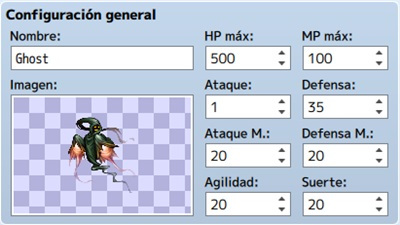 Configuración general
Nombre:
Ghost
HP máx:
500
MP máx:
100
Imagen:
Ataque:
1
Defensa:
35
Ataque M.:
20
Defensa M.:
20
Agilidad:
20
Suerte:
20